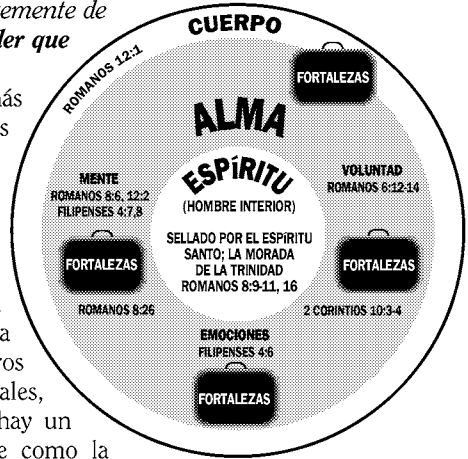 emente de
der que
ás
s
a
os
ales,
hay un
e como la
CUERPO
ROMANOS 12:1
FORTALEZAS
ALMA
ESPÍRITU
(HOMBRE INTERIOR)
SELLADO POR EL ESPÍRITU
SANTO; LA MORADA
DE LA TRINIDAD
ROMANOS 8:9-11, 16
MENTE
ROMANOS 8:6, 12:2
FILIPENSES 4:7,8
FORTALEZAS
ROMANOS 8:26
VOLUNTAD
ROMANOS 6:12-14
FORTALEZAS
2 CORINTIOS 10:3-4
EMOCIONES
FILIPENSES 4:6
FORTALEZAS